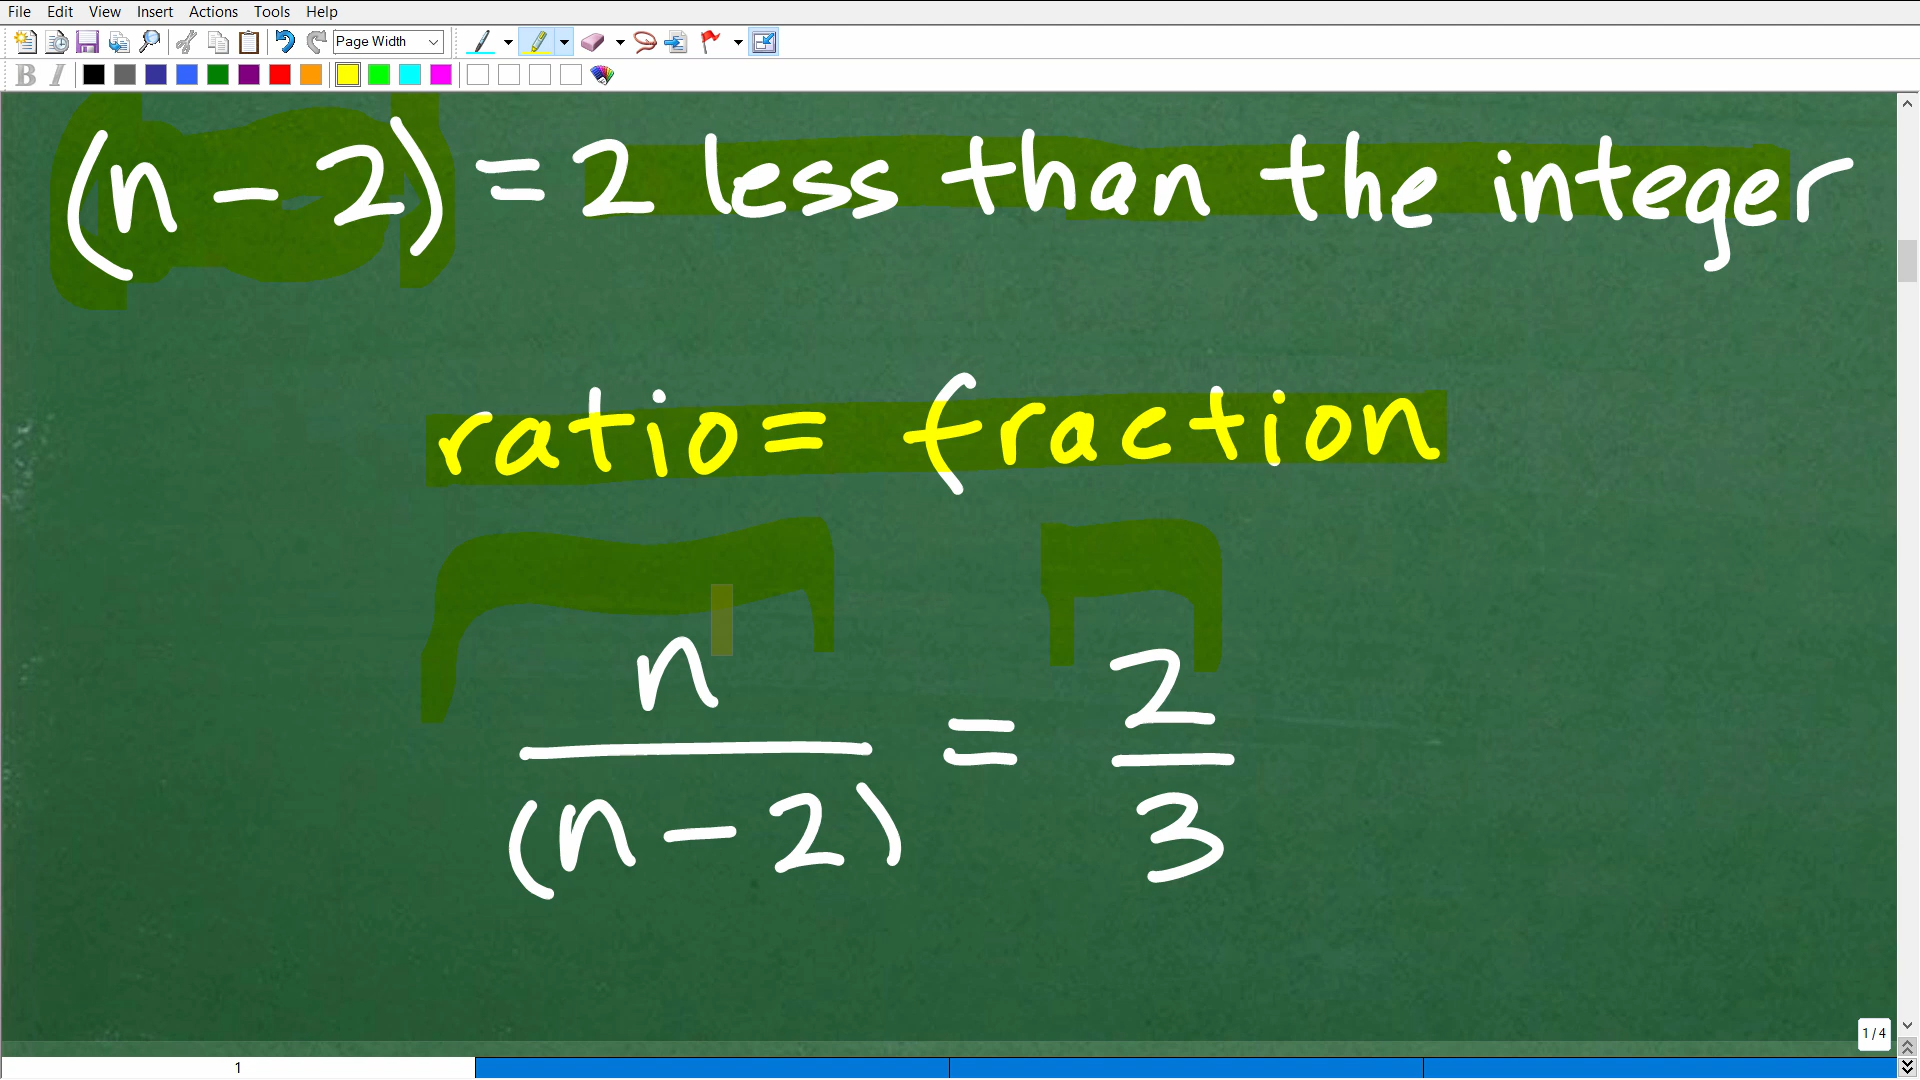 File Edit View Insert Actions Tools Help
Page Width
B I
(n - 2) = 2 less than the integer
ratio = fraction
n
= 2
(n - 2) 3
1 / 4
1